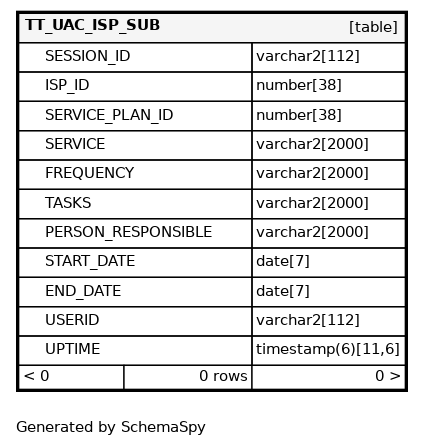 TT_UAC_ISP_SUB [table]
SESSION_ID varchar2[112]
ISP_ID number[38]
SERVICE_PLAN_ID number[38]
SERVICE varchar2[2000]
FREQUENCY varchar2[2000]
TASKS varchar2[2000]
PERSON_RESPONSIBLE varchar2[2000]
START_DATE date[7]
END_DATE date[7]
USERID varchar2[112]
UPTIME timestamp(6)[11,6]
< 0 0 rows 0 >
Generated by SchemaSpy